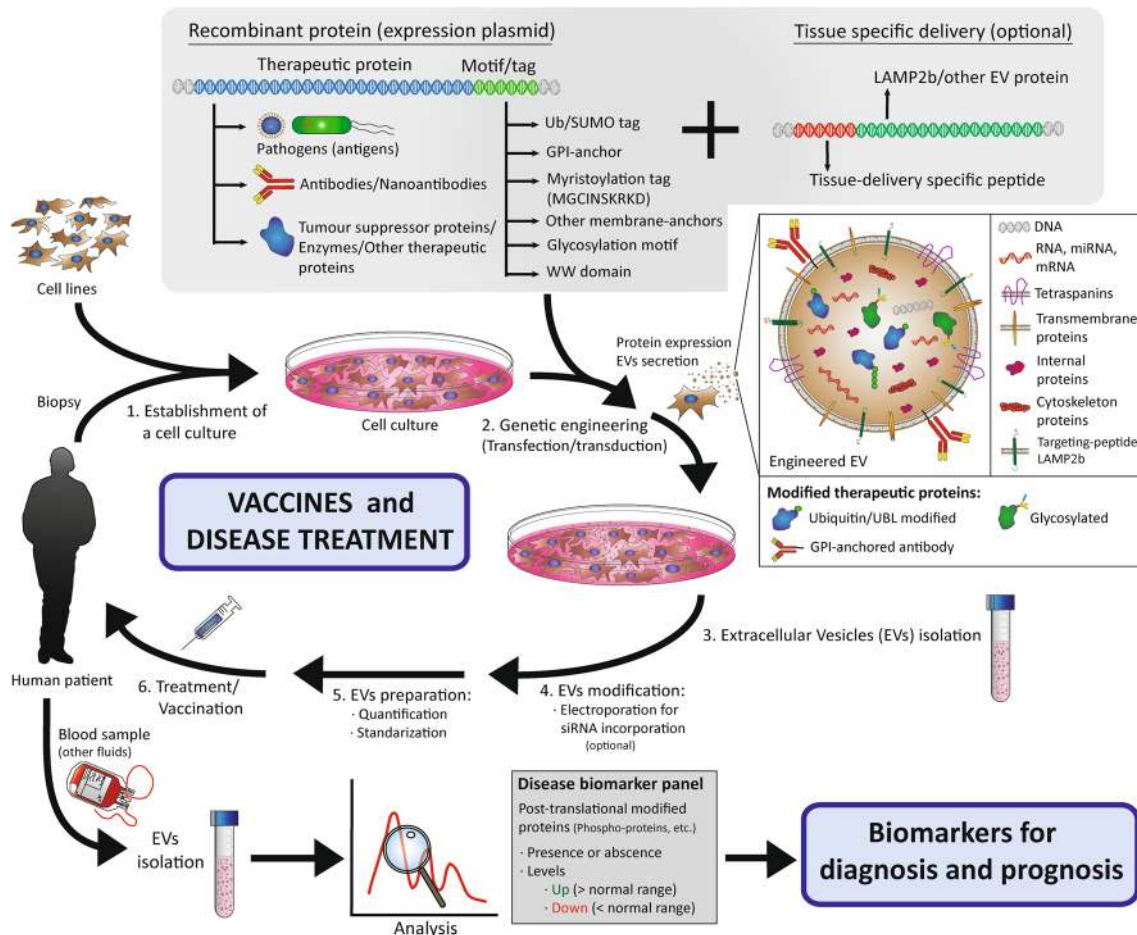 Recombinant protein (expression plasmid)
Therapeutic protein
Motif/tag
Pathogens (antigens)
Antibodies/Nanoantibodies
Tumour suppressor proteins/
Enzymes/Other therapeutic
proteins
Ub/SUMO tag
GPI-anchor
Myristoylation tag
(MGCINSKRKD)
Other membrane-anchors
Glycosylation motif
WW domain
Tissue specific delivery (optional)
LAMP2b/other EV protein
Tissue-delivery specific peptide
Cell lines
Biopsy
1. Establishment of
a cell culture
Cell culture
2. Genetic engineering
(Transfection/transduction)
Protein expression
EVs secretion
Engineered EV
DNA
RNA, miRNA,
mRNA
Tetraspanins
Transmembrane
proteins
Internal
proteins
Cytoskeleton
proteins
Targeting-peptide
LAMP2b
Modified therapeutic proteins:
Ubiquitin/UBL modified
Glycosylated
GPI-anchored antibody
VACCINES and
DISEASE TREATMENT
3. Extracellular Vesicles (EVs) isolation
4. EVs modification:
· Electroporation for
siRNA incorporation
(optional)
5. EVs preparation:
· Quantification
· Standarization
6. Treatment/
Vaccination
Human patient
Blood sample
(other fluids)
EVs
isolation
Analysis
Disease biomarker panel
Post-translational modified
proteins (Phospho-proteins, etc.)
· Presence or abscence
· Levels
· Up (> normal range)
· Down (< normal range)
Biomarkers for
diagnosis and prognosis